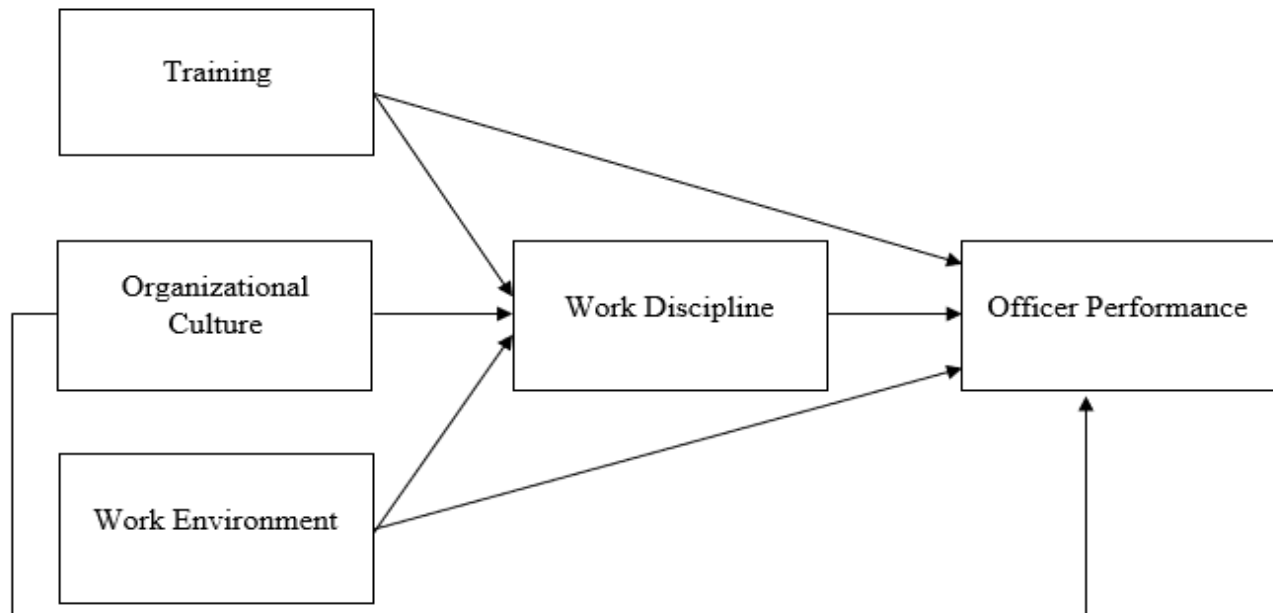 Training
Organizational
Culture
Work Discipline
Officer Performance
Work Environment